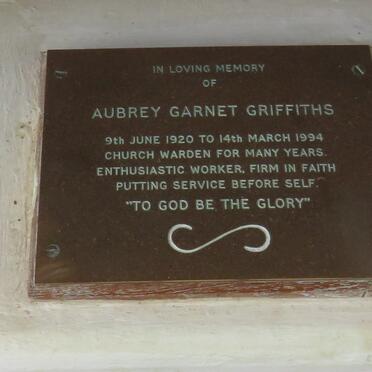 IN LOVING MEMORY
OF
AUBREY GARNET GRIFFITHS
9th JUNE 1920 TO 14th MARCH 1994
CHURCH WARDEN FOR MANY YEARS.
ENTHUSIASTIC WORKER, FIRM IN FAITH
PUTTING SERVICE BEFORE SELF.
"TO GOD BE THE GLORY"